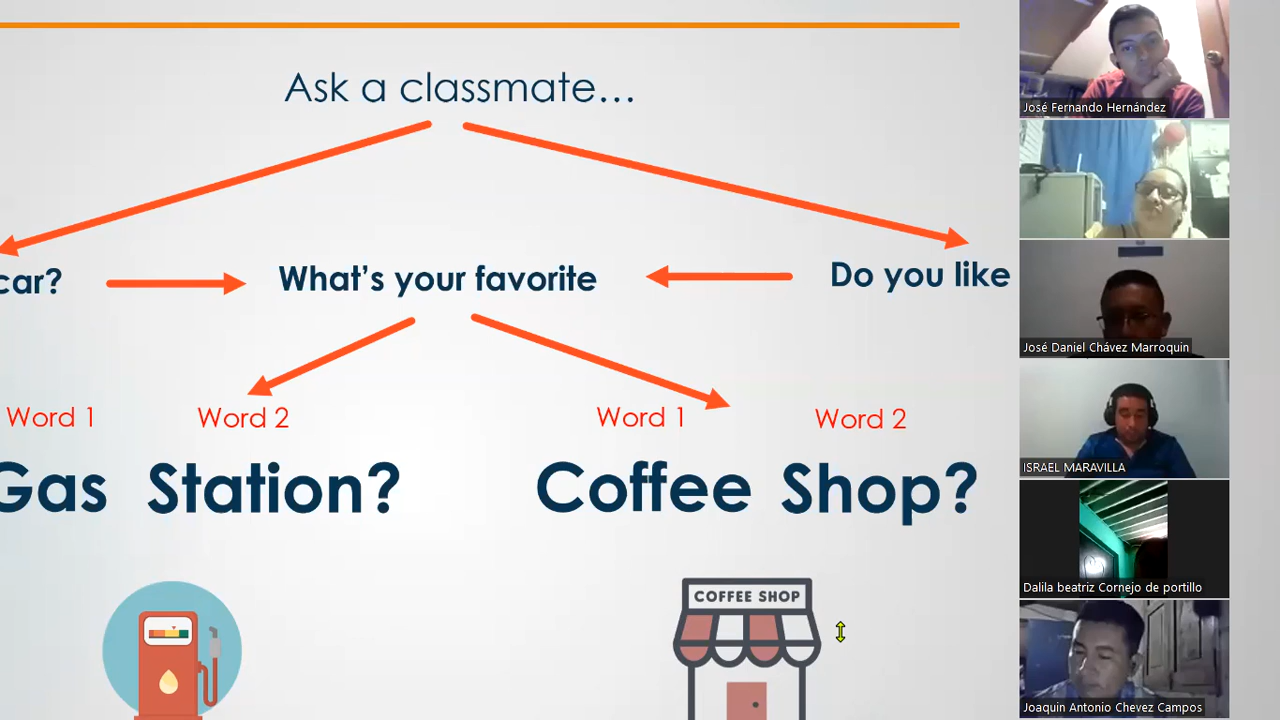 Ask a classmate...
car?
What's your favorite
Do you like
Word 1
Word 2
Word 1
Word 2
Gas Station?
Coffee Shop?
COFFEE SHOP
José Fernando Hernández
José Daniel Chávez Marroquin
ISRAEL MARAVILLA
Dalila beatriz Cornejo de portillo
Joaquin Antonio Chevez Campos